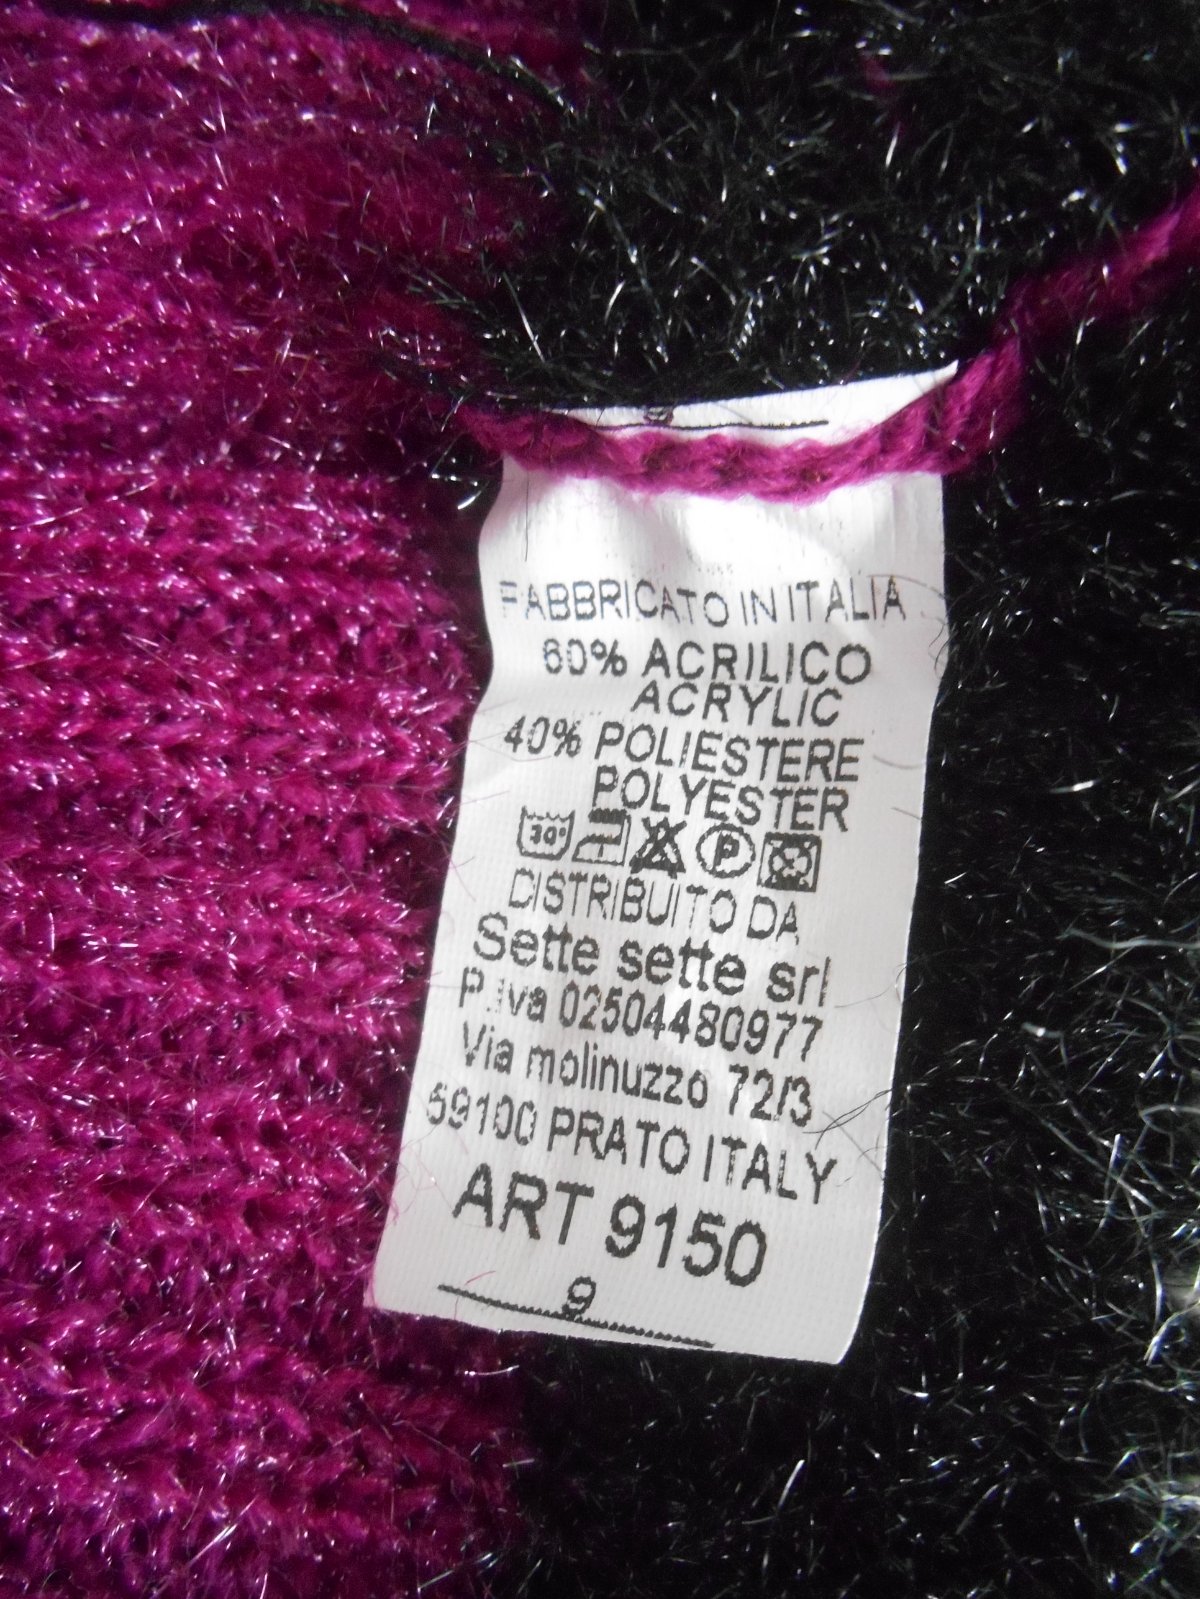 FABBRICATO IN ITALIA
60% ACRILICO
ACRYLIC
40% POLIESTERE
POLYESTER
30° P
DISTRIBUITO DA
Sette sette srl
P.iva 02504480977
Via molinuzzo 72/3
59100 PRATO ITALY
ART 9150
9